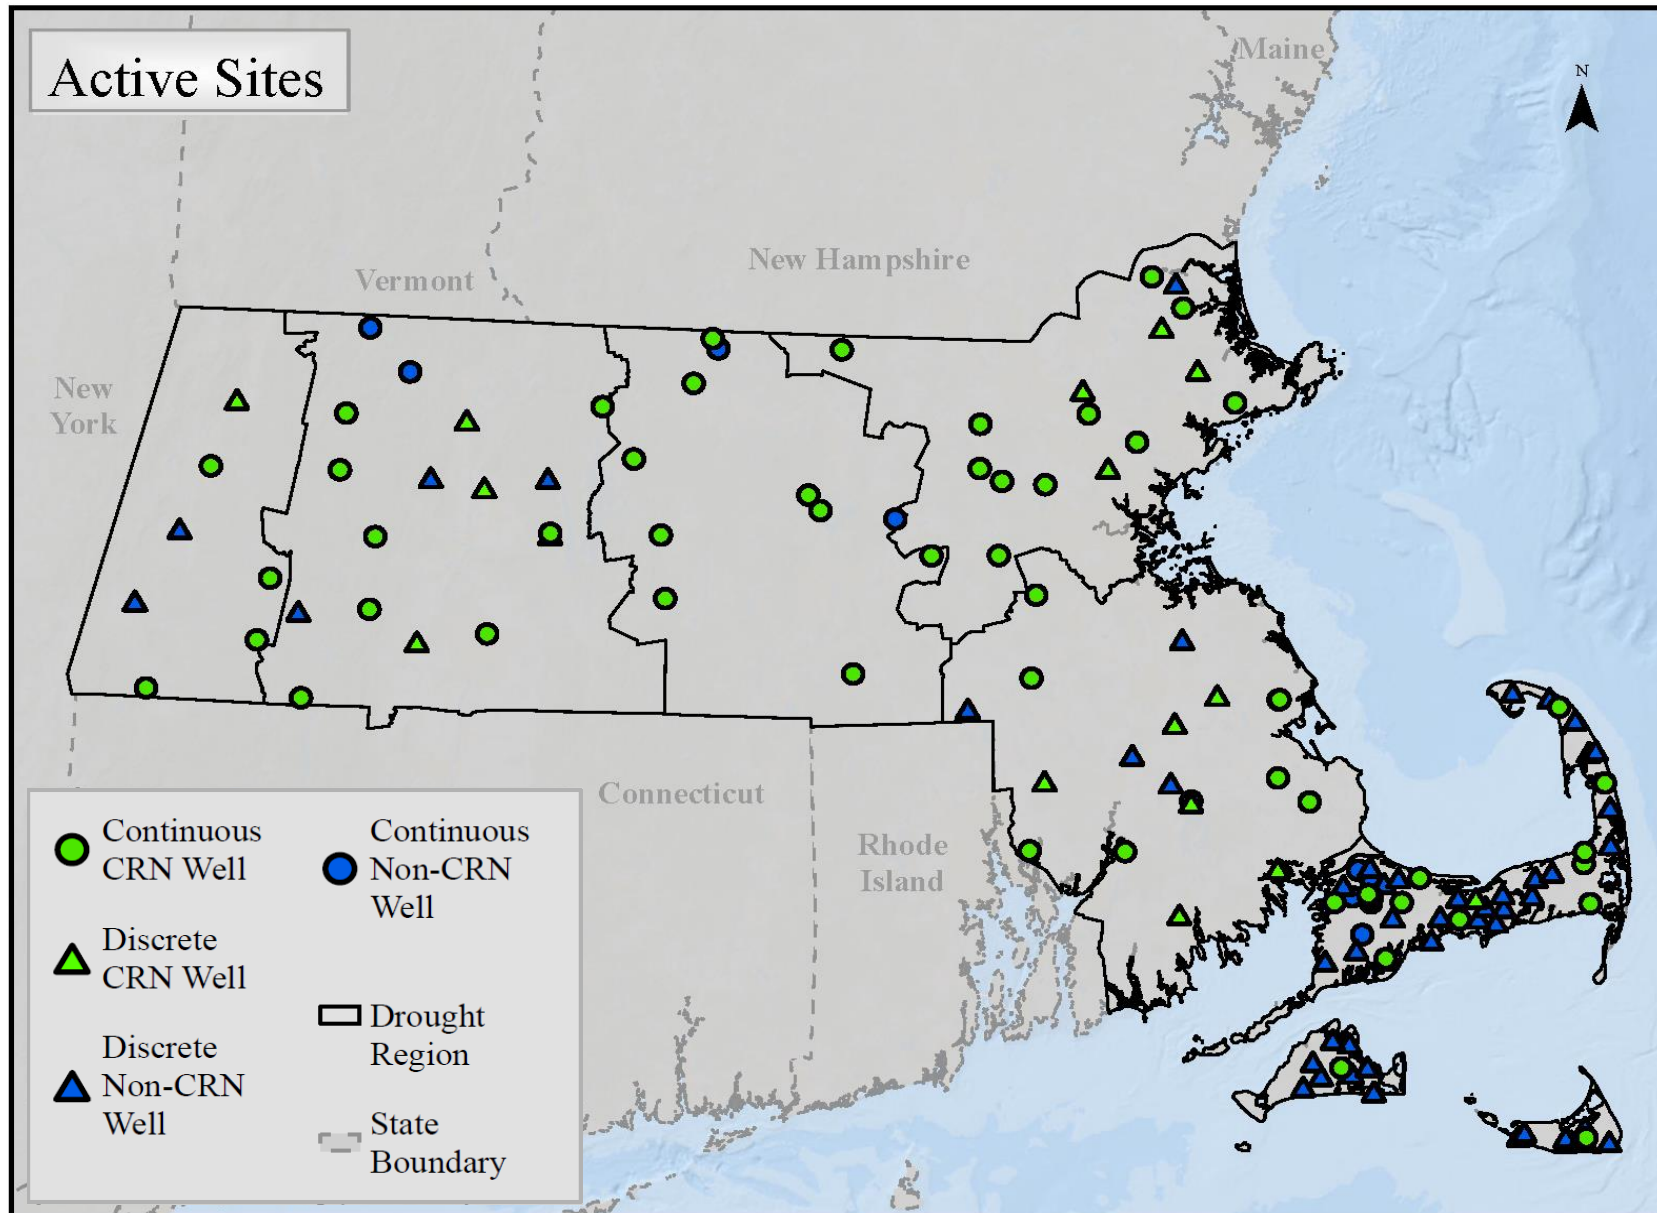 Active Sites
Maine
N
New Hampshire
Vermont
New
York
Connecticut
Rhode
Island
Continuous
CRN Well
Discrete
CRN Well
Discrete
Non-CRN
Well
Continuous
Non-CRN
Well
Drought
Region
State
Boundary